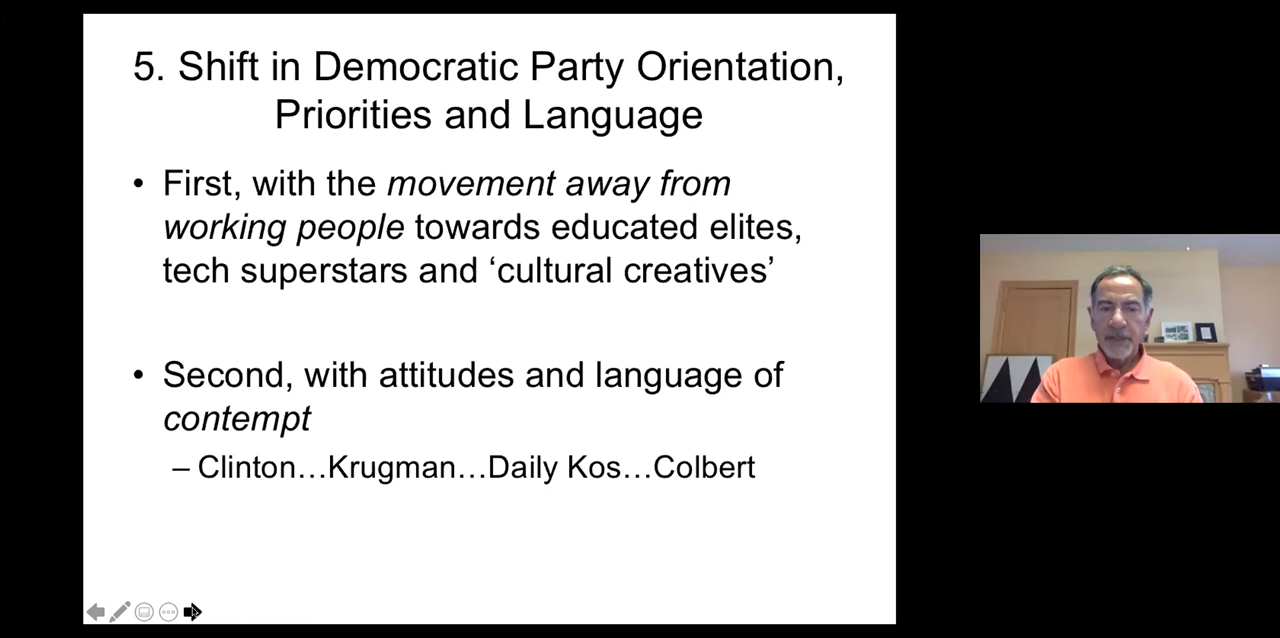 5. Shift in Democratic Party Orientation,
Priorities and Language
• First, with the movement away from
working people towards educated elites,
tech superstars and ‘cultural creatives’
• Second, with attitudes and language of
contempt
– Clinton…Krugman…Daily Kos…Colbert